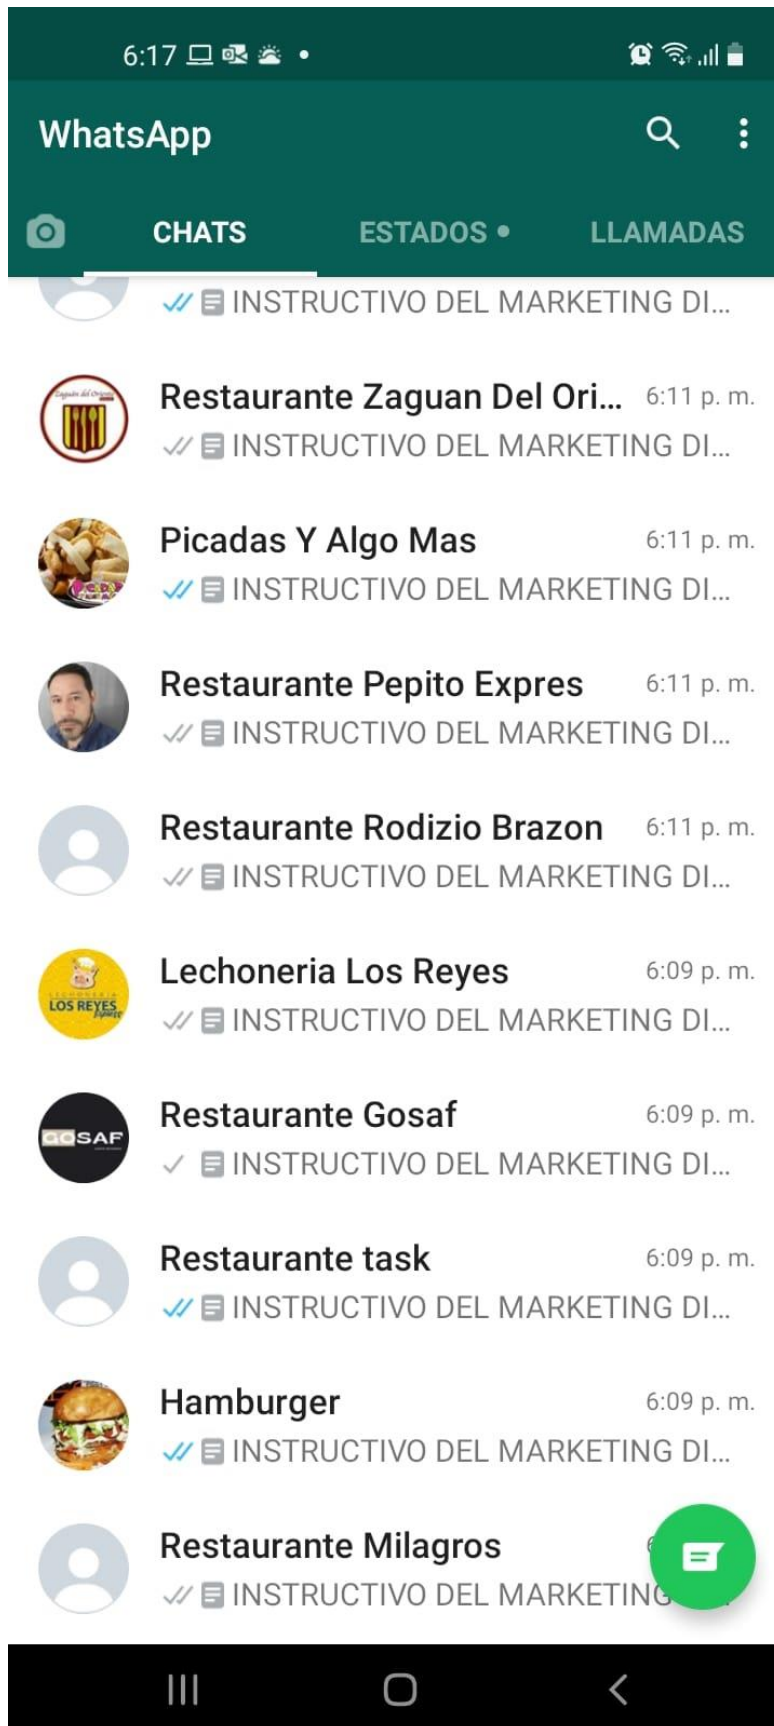 6:17
WhatsApp
CHATS
ESTADOS
LLAMADAS
INSTRUCTIVO DEL MARKETING DI...
Restaurante Zaguan Del Ori... 6:11 p. m.
INSTRUCTIVO DEL MARKETING DI...
Picadas Y Algo Mas 6:11 p. m.
INSTRUCTIVO DEL MARKETING DI...
Restaurante Pepito Expres 6:11 p. m.
INSTRUCTIVO DEL MARKETING DI...
Restaurante Rodizio Brazon 6:11 p. m.
INSTRUCTIVO DEL MARKETING DI...
Lechoneria Los Reyes 6:09 p. m.
LOS REYES
INSTRUCTIVO DEL MARKETING DI...
Restaurante Gosaf 6:09 p. m.
GOSAF
INSTRUCTIVO DEL MARKETING DI...
Restaurante task 6:09 p. m.
INSTRUCTIVO DEL MARKETING DI...
Hamburger 6:09 p. m.
INSTRUCTIVO DEL MARKETING DI...
Restaurante Milagros
INSTRUCTIVO DEL MARKETING